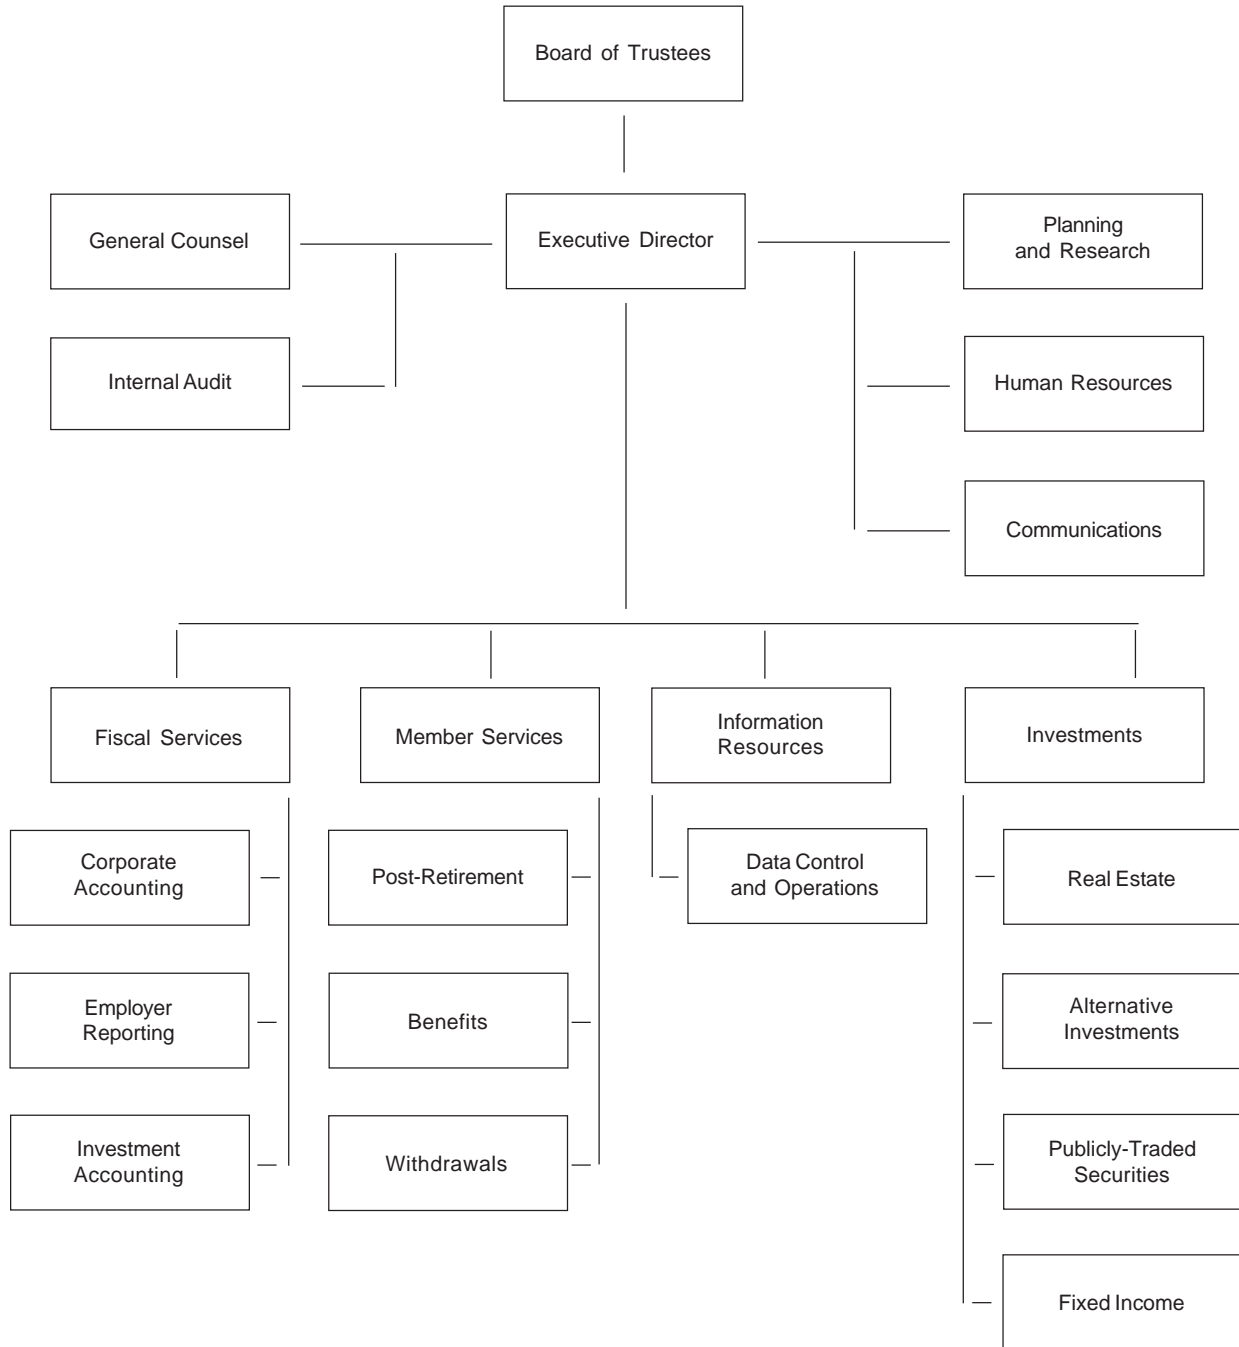 Board of Trustees
General Counsel
Executive Director
Planning
and Research
Internal Audit
Human Resources
Communications
Fiscal Services
Member Services
Information
Resources
Investments
Corporate
Accounting
Post-Retirement
Data Control
and Operations
Real Estate
Employer
Reporting
Benefits
Alternative
Investments
Investment
Accounting
Withdrawals
Publicly-Traded
Securities
Fixed Income